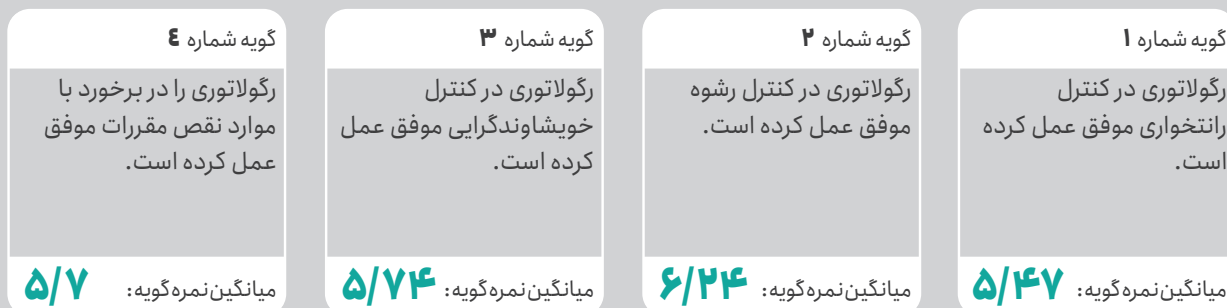 گویه شماره ۱
رگولاتوری در کنترل
رانتخواری موفق عمل کرده
است.
میانگین نمره گویه: ۵/۴۷
گویه شماره ۲
رگولاتوری در کنترل رشوه
موفق عمل کرده است.
میانگین نمره گویه: ۶/۲۴
گویه شماره ۳
رگولاتوری در کنترل
خویشاوندگرایی موفق عمل
کرده است.
میانگین نمره گویه: ۵/۷۴
گویه شماره ٤
رگولاتوری را در برخورد با
موارد نقص مقررات موفق
عمل کرده است.
میانگین نمره گویه: ۵/۷